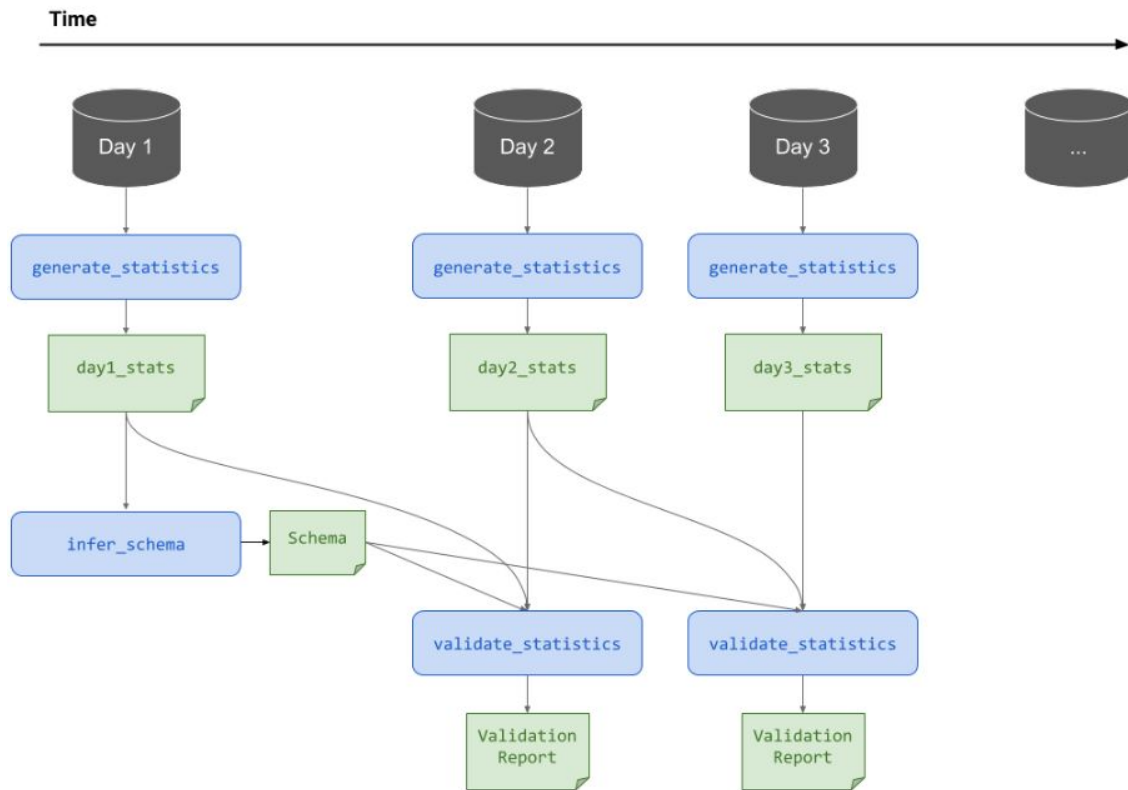 Time
Day 1
Day 2
Day 3
...
generate_statistics
generate_statistics
generate_statistics
day1_stats
day2_stats
day3_stats
infer_schema
Schema
validate_statistics
validate_statistics
Validation
Report
Validation
Report